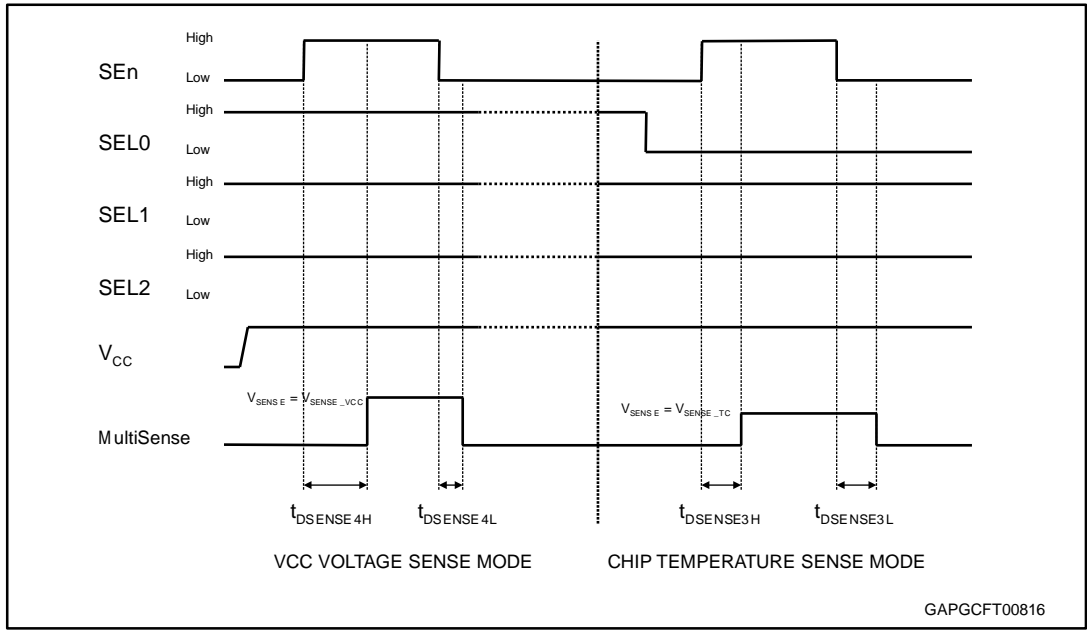 High
SEn
Low
High
SEL0
Low
High
SEL1
Low
High
SEL2
Low
VCC
VSENSE = VSENSE_VCC
VSENSE = VSENSE_TC
MultiSense
tDSENSE4H tDSENSE4L tDSENSE3H tDSENSE3L
VCC VOLTAGE SENSE MODE CHIP TEMPERATURE SENSE MODE
GAPGCFT00816